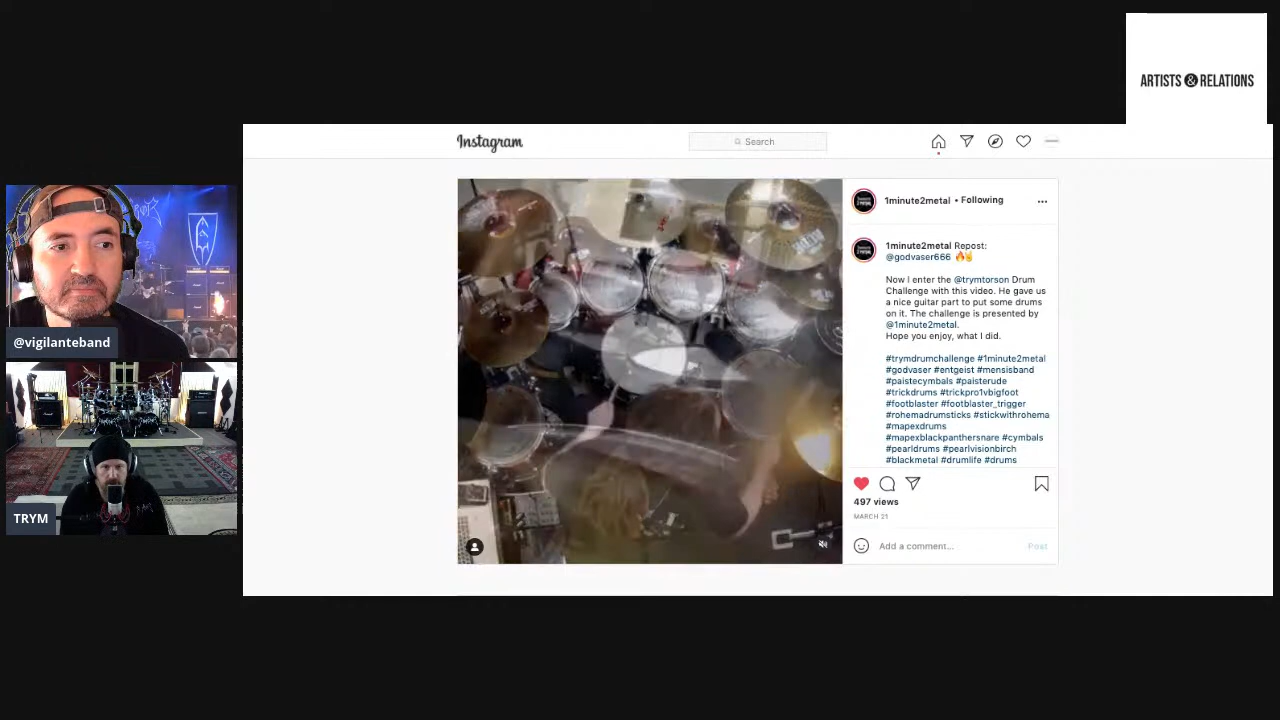 ARTISTS & RELATIONS
Instagram
Search
1minute2metal • Following
1minute2metal Repost:
@godvaser666 🔥🤘
Now I enter the @trymtorson Drum
Challenge with this video. He gave us
a nice guitar part to put some drums
on it. The challenge is presented by
@1minute2metal.
Hope you enjoy, what I did.
#trymdrumchallenge #1minute2metal
#godvaser #entgeist #mensisband
#paistecymbals #paisterude
#trickdrums #trickpro1vbigfoot
#footblaster #footblaster_trigger
#rohemadrumsticks #stickwithrohema
#mapexdrums
#mapexblackpanthersnare #cymbals
#pearldrums #pearlvisionbirch
#blackmetal #drumlife #drums
497 views
MARCH 21
Add a comment...
Post
@vigilanteband
TRYM